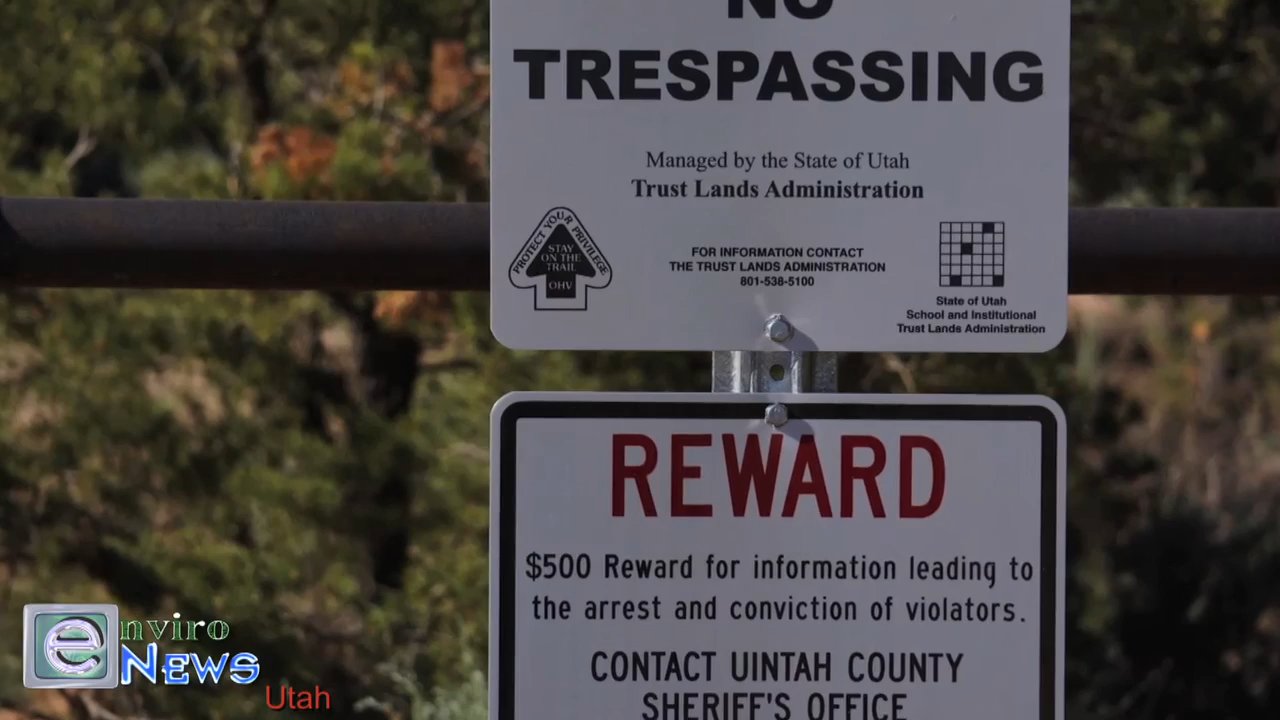 NO
TRESPASSING
Managed by the State of Utah
Trust Lands Administration
PROTECT YOUR PRIVILEGE
STAY
ON THE
TRAIL
OHV
FOR INFORMATION CONTACT
THE TRUST LANDS ADMINISTRATION
801-538-5100
State of Utah
School and Institutional
Trust Lands Administration
REWARD
$500 Reward for information leading to
the arrest and conviction of violators.
CONTACT UINTAH COUNTY
SHERIFF'S OFFICE
enviro
NEWS
Utah